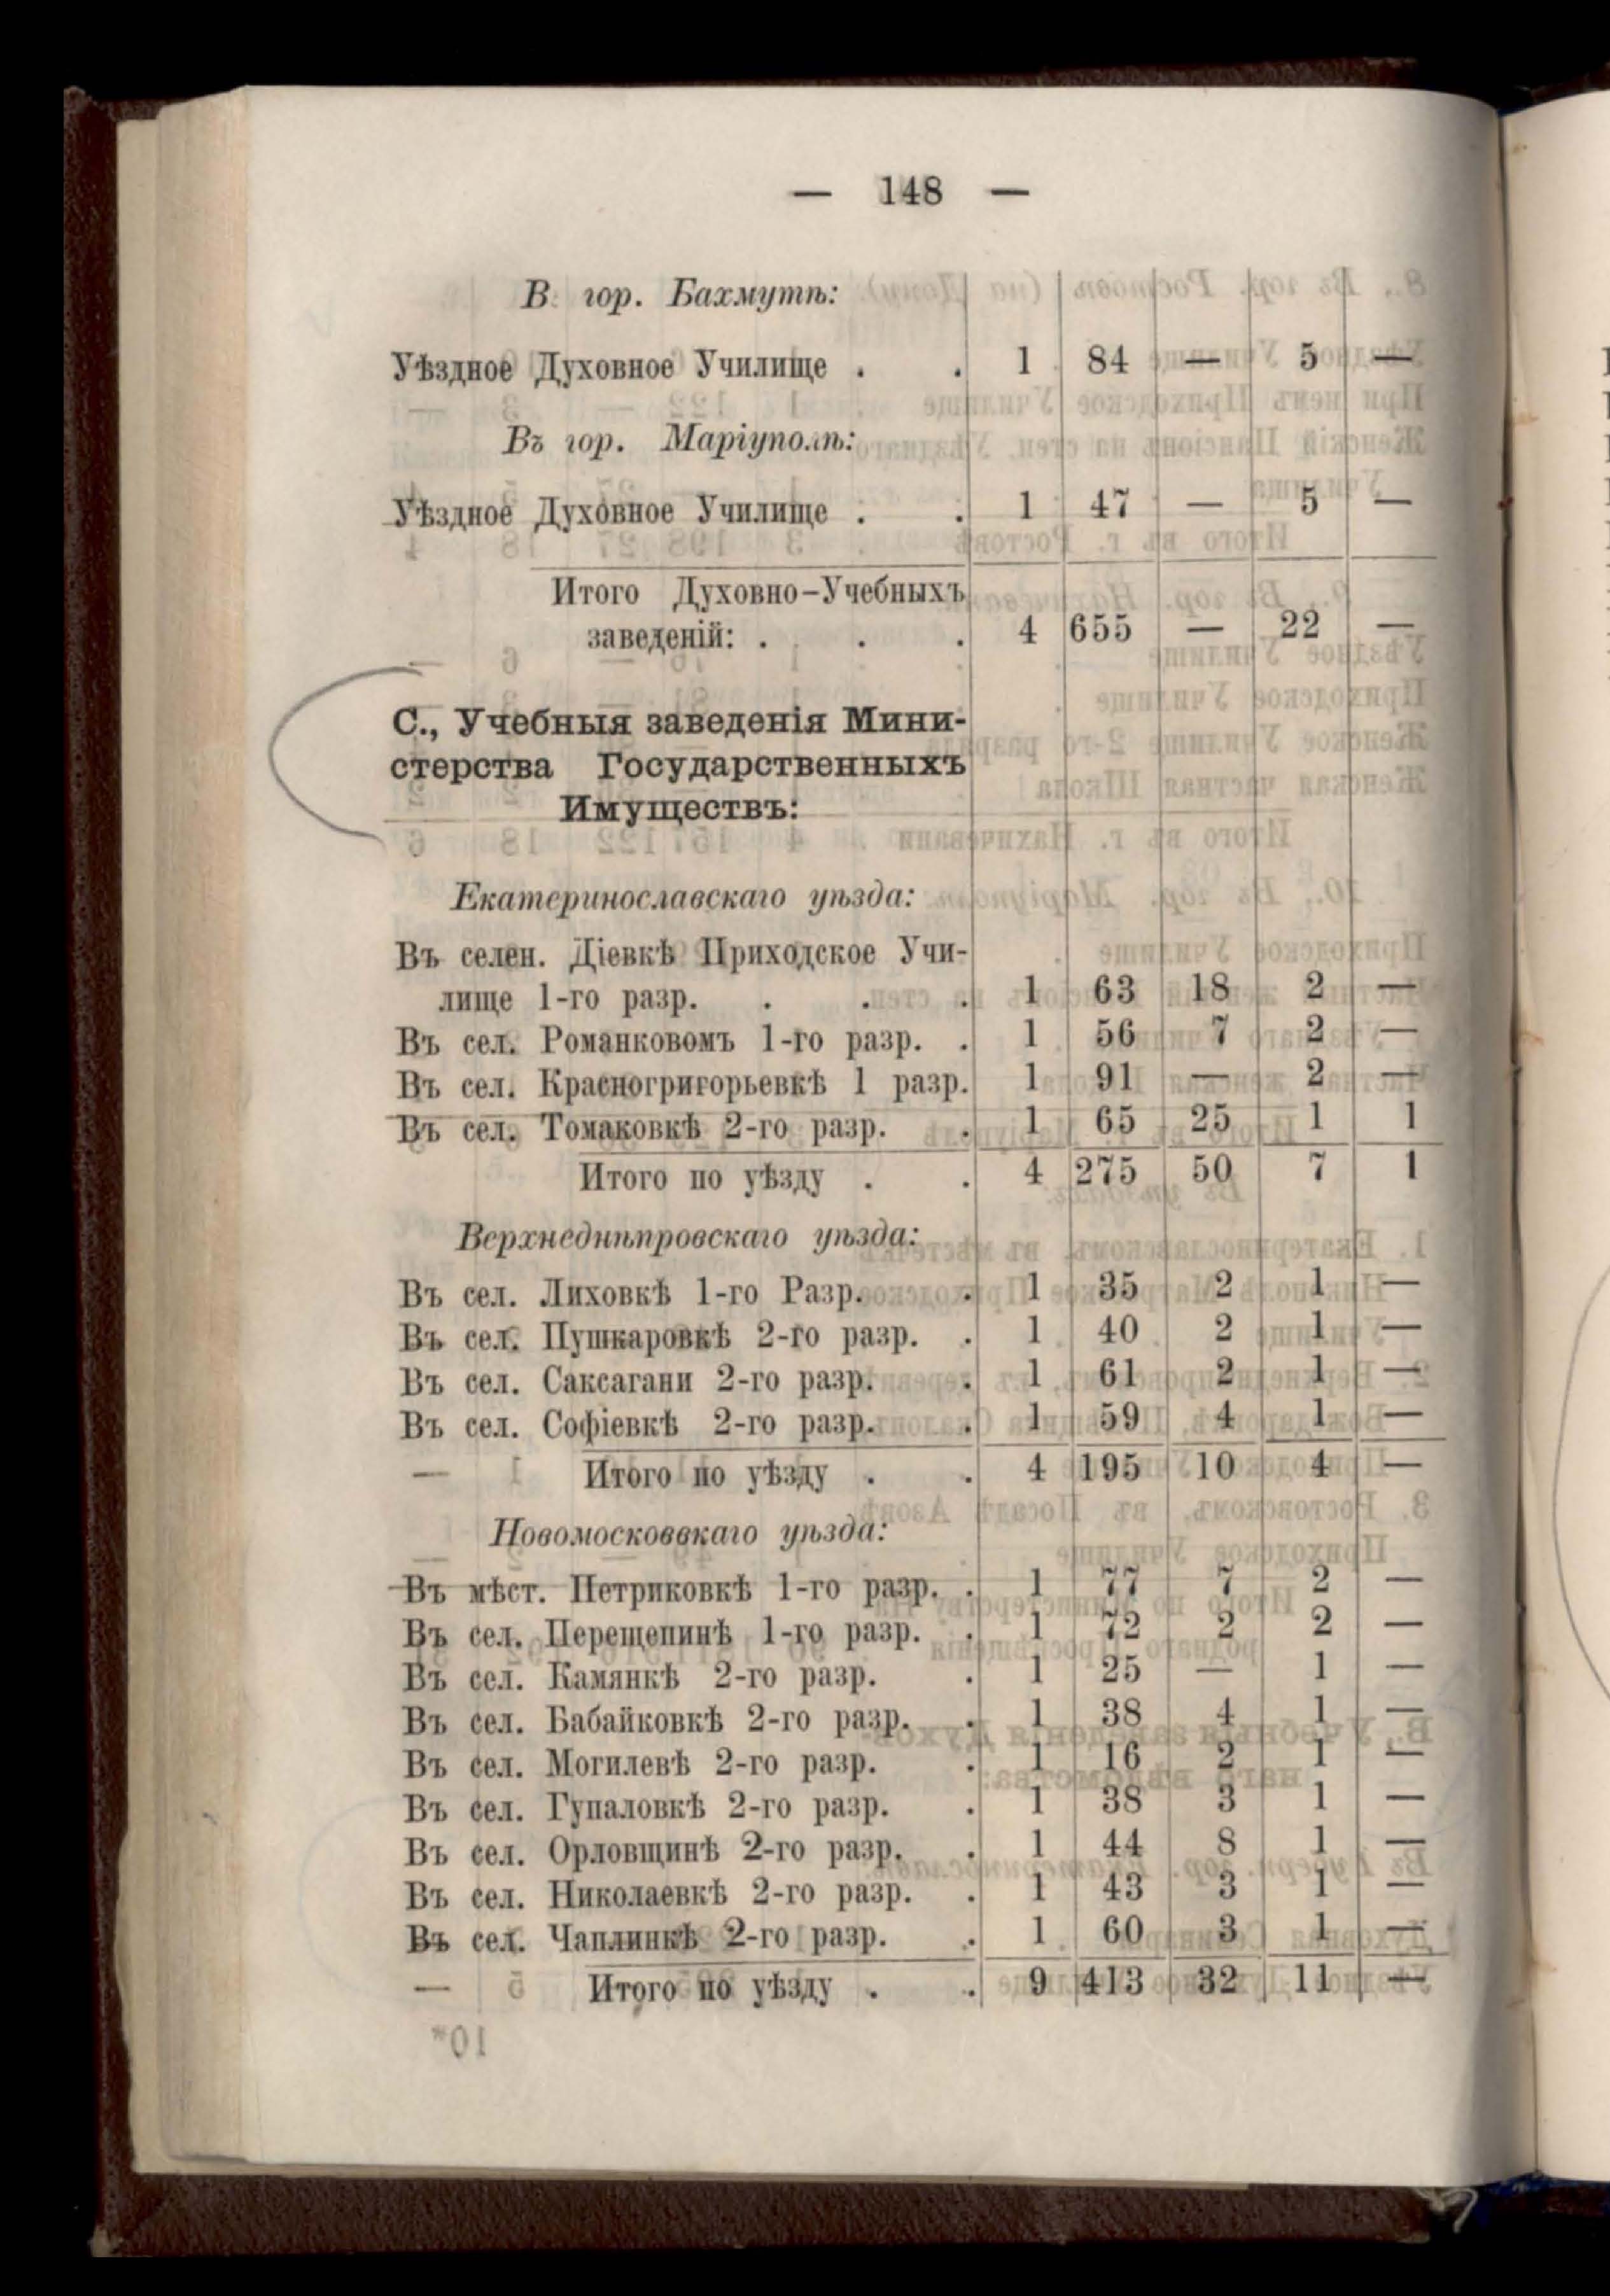 — 148 —
В. гор. Бахмутѣ:
Уѣздное Духовное Училище . . 1 84 — 5 —
Въ гор. Маріуполѣ:
Уѣздное Духовное Училище . . 1 47 — 5 —
Итого Духовно-Учебныхъ
заведеній: . . . 4 655 — 22 —
С., Учебныя заведенія Мини-
стерства Государственныхъ
Имуществъ:
Екатеринославскаго уѣзда:
Въ селен. Діевкѣ Приходское Учи-
лище 1-го разр. . . . 1 63 18 2 —
Въ сел. Романковомъ 1-го разр. . 1 56 7 2 —
Въ сел. Красногригорьевкѣ 1 разр. 1 91 — 2 —
Въ сел. Томаковкѣ 2-го разр. . 1 65 25 1 1
Итого по уѣзду . . 4 275 50 7 1
Верхнеднѣпровскаго уѣзда:
Въ сел. Лиховкѣ 1-го Разр. . 1 35 2 1 —
Въ сел. Пушкаровкѣ 2-го разр. . 1 40 2 1 —
Въ сел. Саксагани 2-го разр. . 1 61 2 1 —
Въ сел. Софіевкѣ 2-го разр. . 1 59 4 1 —
Итого по уѣзду . . 4 195 10 4 —
Новомосковвкаго уѣзда:
Въ мѣст. Петриковкѣ 1-го разр. . 1 77 7 2 —
Въ сел. Перещепинѣ 1-го разр. . 1 72 2 2 —
Въ сел. Камянкѣ 2-го разр. . 1 25 — 1 —
Въ сел. Бабайковкѣ 2-го разр. . 1 38 4 1 —
Въ сел. Могилевѣ 2-го разр. . 1 16 2 1 —
Въ сел. Гупаловкѣ 2-го разр. . 1 38 3 1 —
Въ сел. Орловщинѣ 2-го разр. . 1 44 8 1 —
Въ сел. Николаевкѣ 2-го разр. . 1 43 3 1 —
Въ сел. Чаплинкѣ 2-го разр. . 1 60 3 1 —
Итого по уѣзду . . 9 413 32 11 —